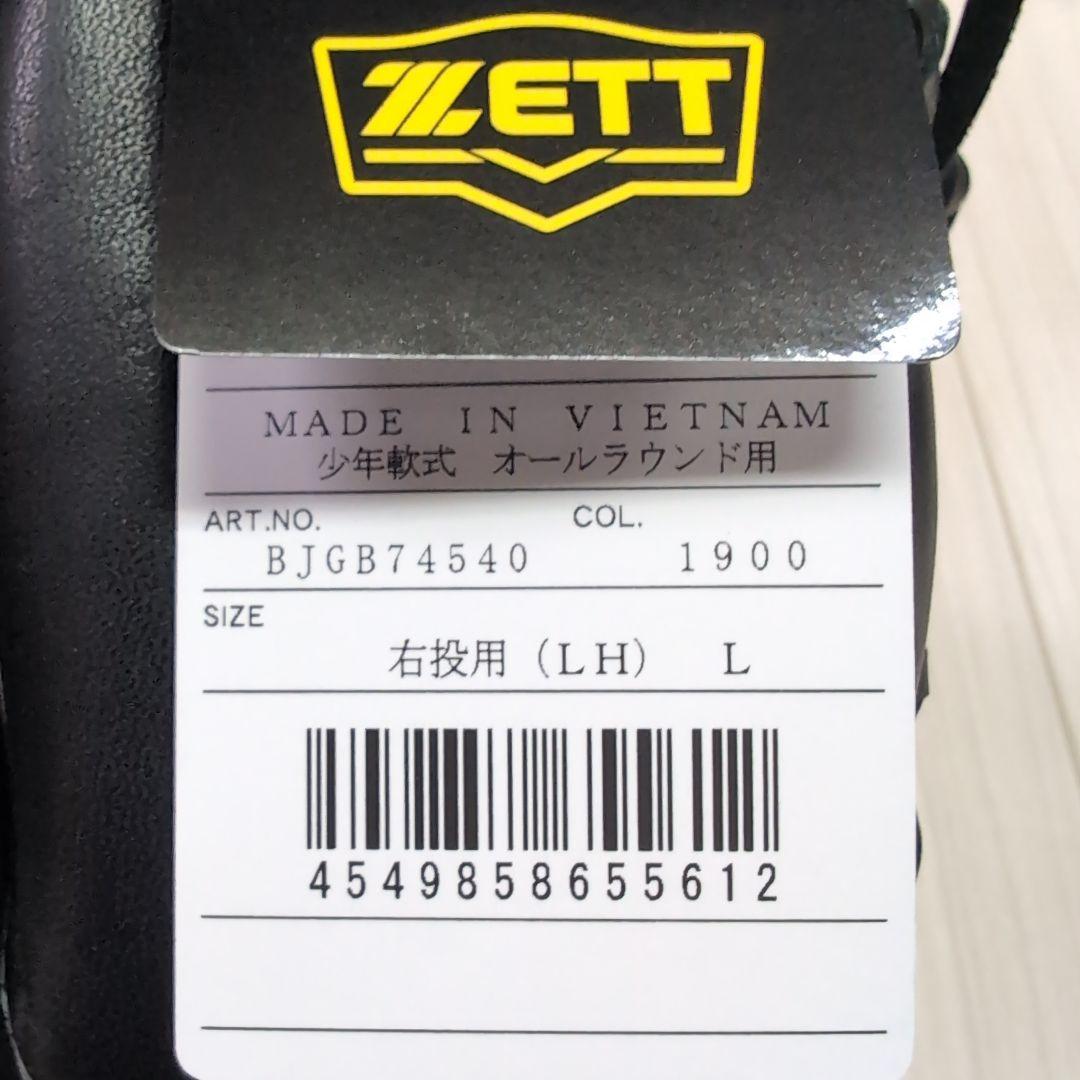 ZETT
MADE IN VIETNAM
少年軟式 オールラウンド用
ART.NO. COL.
BJGB74540 1900
SIZE
右投用(LH) L
4549858655612